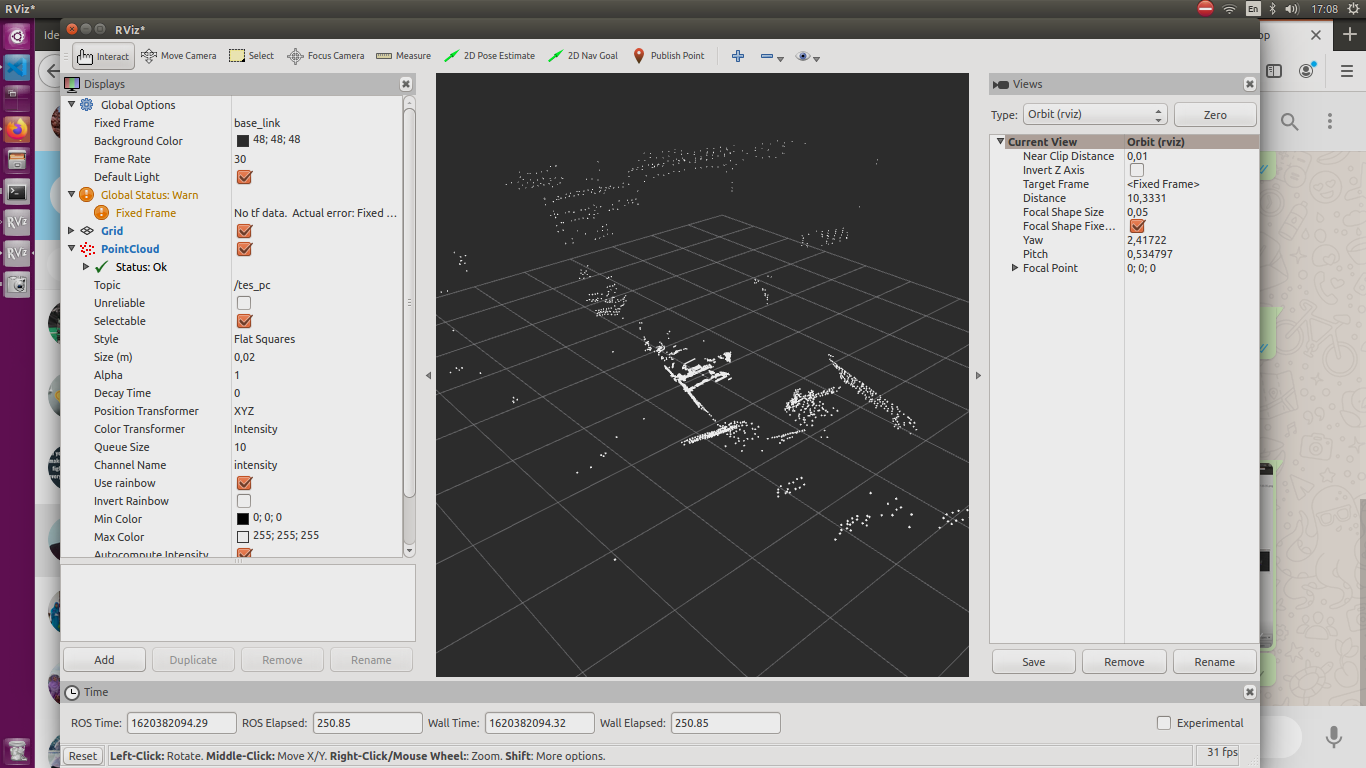 RViz*
En
17:08
RViz*
Ide
op
Interact
Move Camera
Select
Focus Camera
Measure
2D Pose Estimate
2D Nav Goal
Publish Point
Displays
Global Options
Fixed Frame base_link
Background Color 48; 48; 48
Frame Rate 30
Default Light
Global Status: Warn
Fixed Frame No tf data. Actual error: Fixed ...
Grid
PointCloud
Status: Ok
Topic /tes_pc
Unreliable
Selectable
Style Flat Squares
Size (m) 0,02
Alpha 1
Decay Time 0
Position Transformer XYZ
Color Transformer Intensity
Queue Size 10
Channel Name intensity
Use rainbow
Invert Rainbow
Min Color 0; 0; 0
Max Color 255; 255; 255
Autocompute Intensity
Add
Duplicate
Remove
Rename
Views
Type: Orbit (rviz) Zero
Current View Orbit (rviz)
Near Clip Distance 0,01
Invert Z Axis
Target Frame <Fixed Frame>
Distance 10,3331
Focal Shape Size 0,05
Focal Shape Fixe...
Yaw 2,41722
Pitch 0,534797
Focal Point 0; 0; 0
Save
Remove
Rename
Time
ROS Time: 1620382094.29 ROS Elapsed: 250.85 Wall Time: 1620382094.32 Wall Elapsed: 250.85 Experimental
Reset Left-Click: Rotate. Middle-Click: Move X/Y. Right-Click/Mouse Wheel:: Zoom. Shift: More options. 31 fps